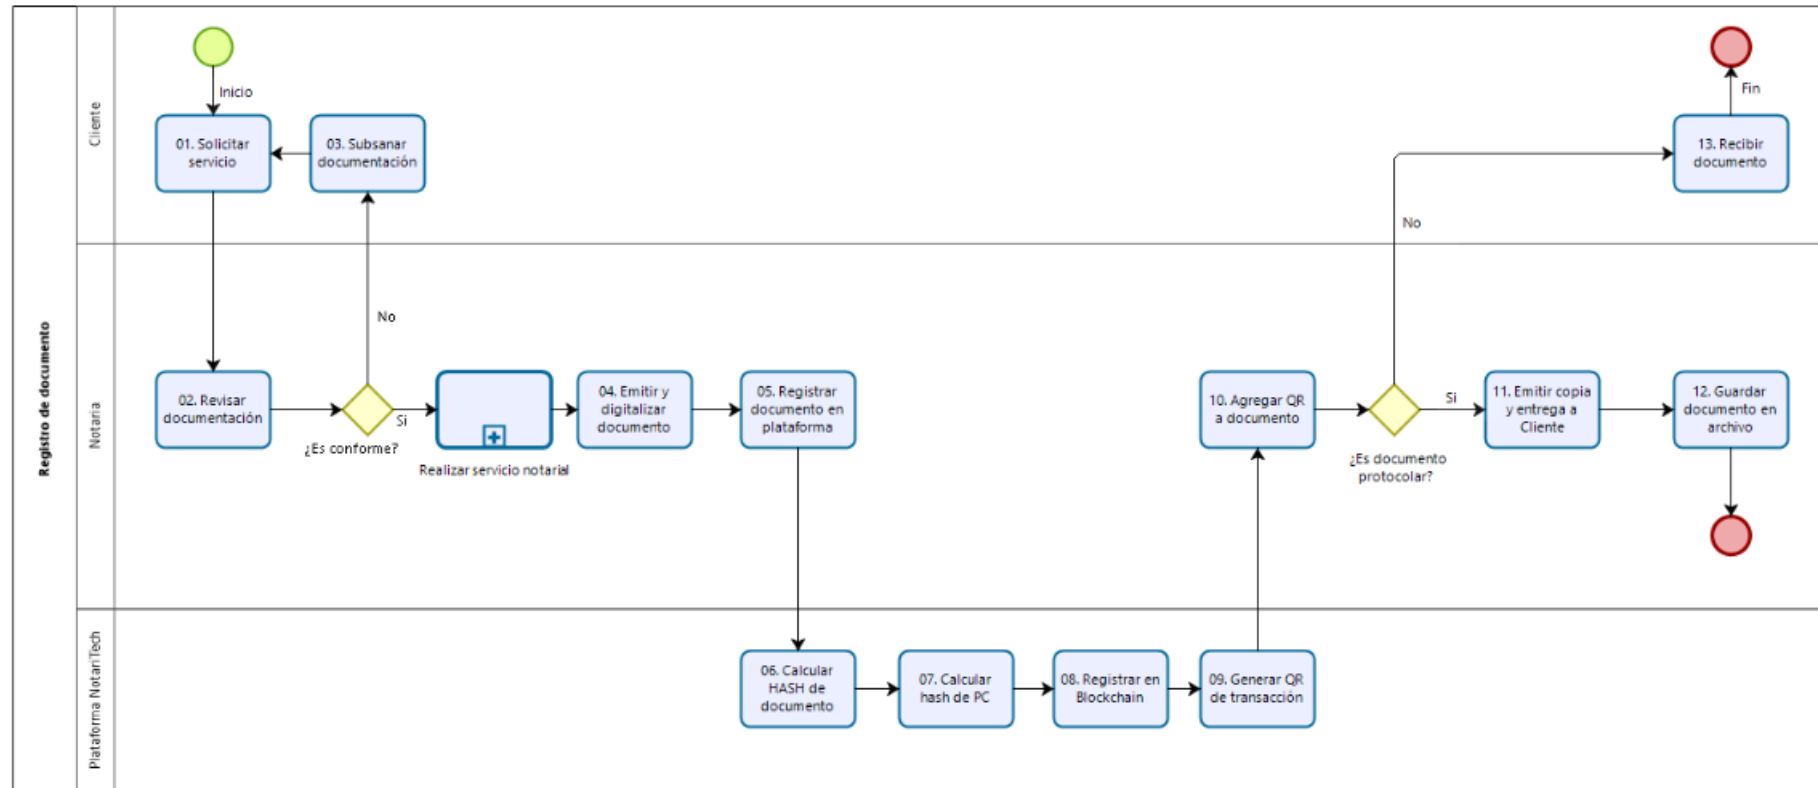 Registro de documento
Cliente
Inicio
01. Solicitar
servicio
03. Subsanar
documentación
No
Fin
13. Recibir
documento
Notaria
02. Revisar
documentación
¿Es conforme?
No
Si
Realizar servicio notarial
04. Emitir y
digitalizar
documento
05. Registrar
documento en
plataforma
10. Agregar QR
a documento
¿Es documento
protocolar?
Si
11. Emitir copia
y entrega a
Cliente
12. Guardar
documento en
archivo
Plataforma NotariTech
06. Calcular
HASH de
documento
07. Calcular
hash de PC
08. Registrar en
Blockchain
09. Generar QR
de transacción